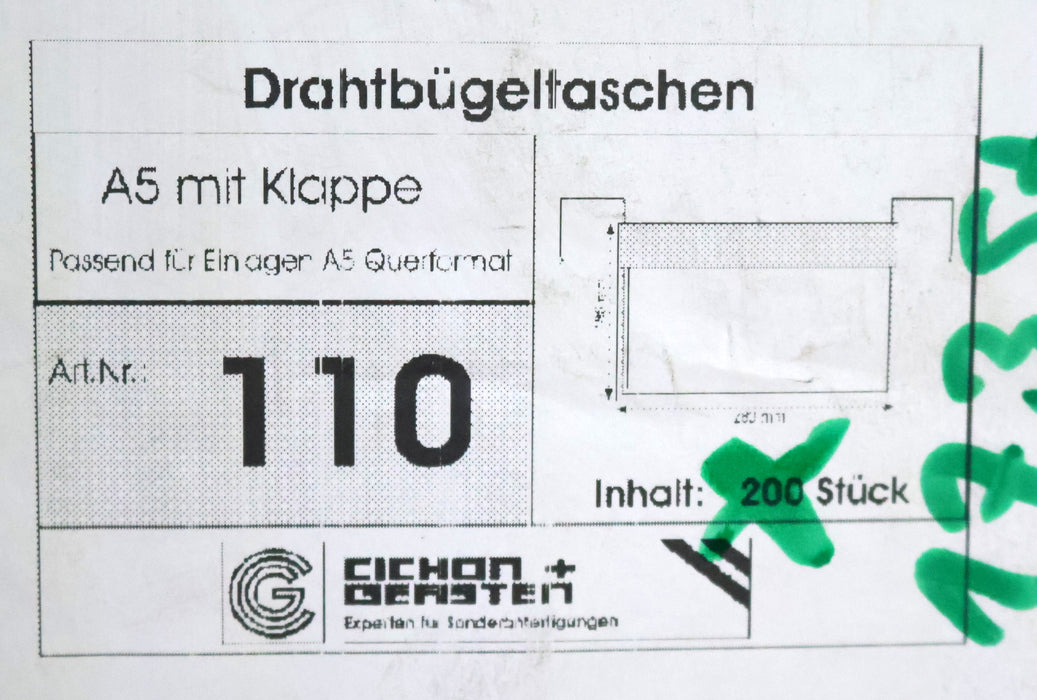 Drahtbügeltaschen
A5 mit Klappe
Passend für Einlagen A5 Querformat
Art.Nr.: 110
mm
Inhalt: 200 Stück
CICHON +
GERSTEN
Experten für Sonderanfertigungen